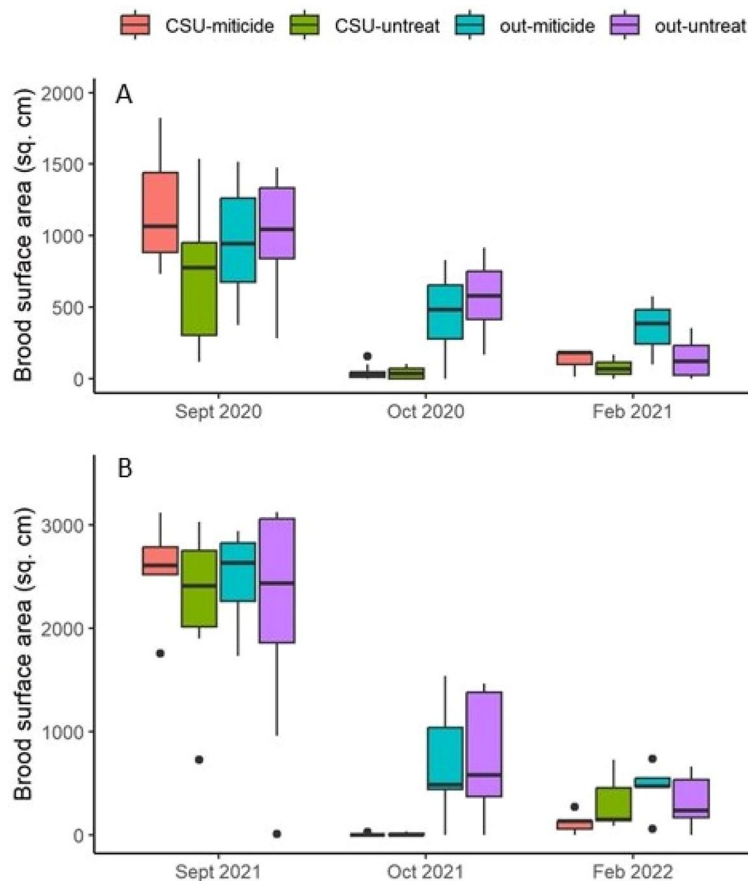 CSU-miticide CSU-untreat out-miticide out-untreat
A
Brood surface area (sq. cm)
2000
1500
1000
500
0
Sept 2020 Oct 2020 Feb 2021
B
Brood surface area (sq. cm)
3000
2000
1000
0
Sept 2021 Oct 2021 Feb 2022